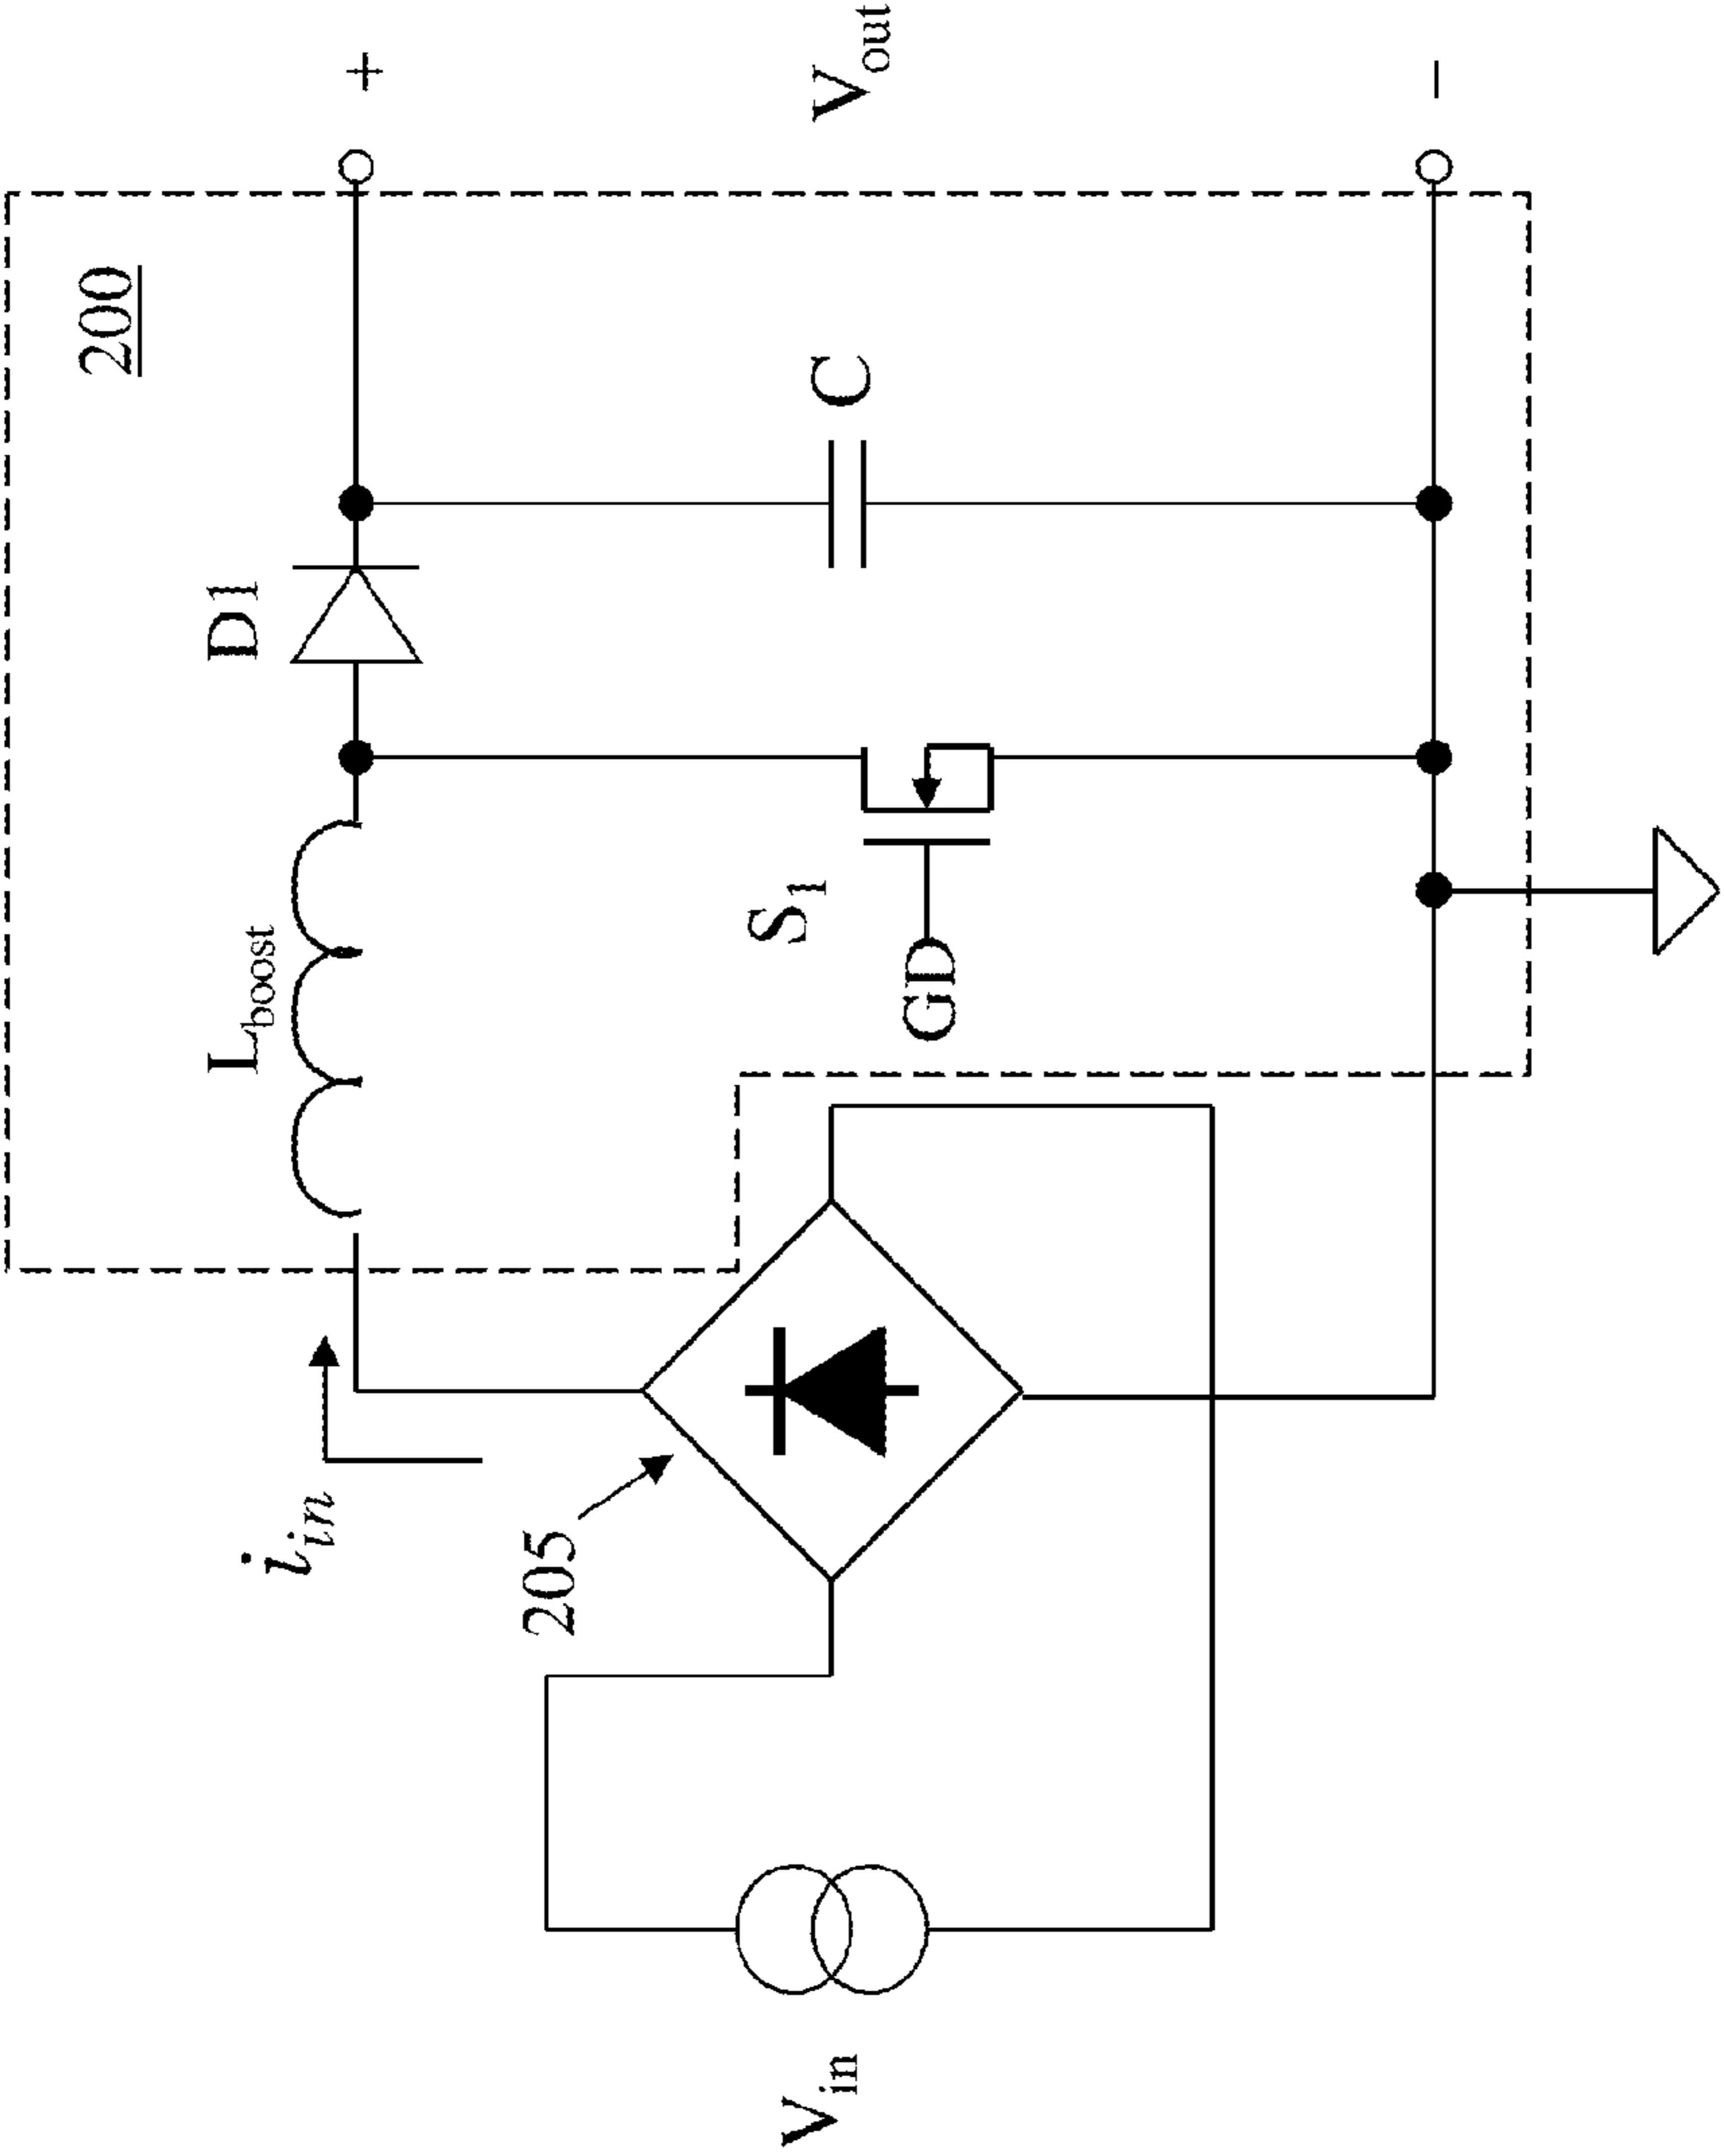 200
L_boost
D1
+
i_in
205
S_1
GD
C
V_in
V_out
−